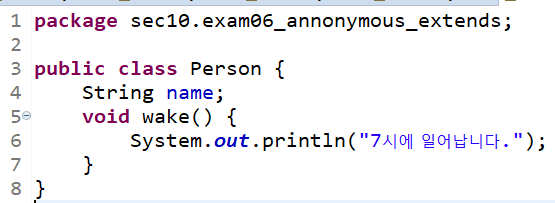 1 package sec10.exam06_annonymous_extends;
2
3 public class Person {
4     String name;
5     void wake() {
6         System.out.println("7시에 일어납니다.");
7     }
8 }